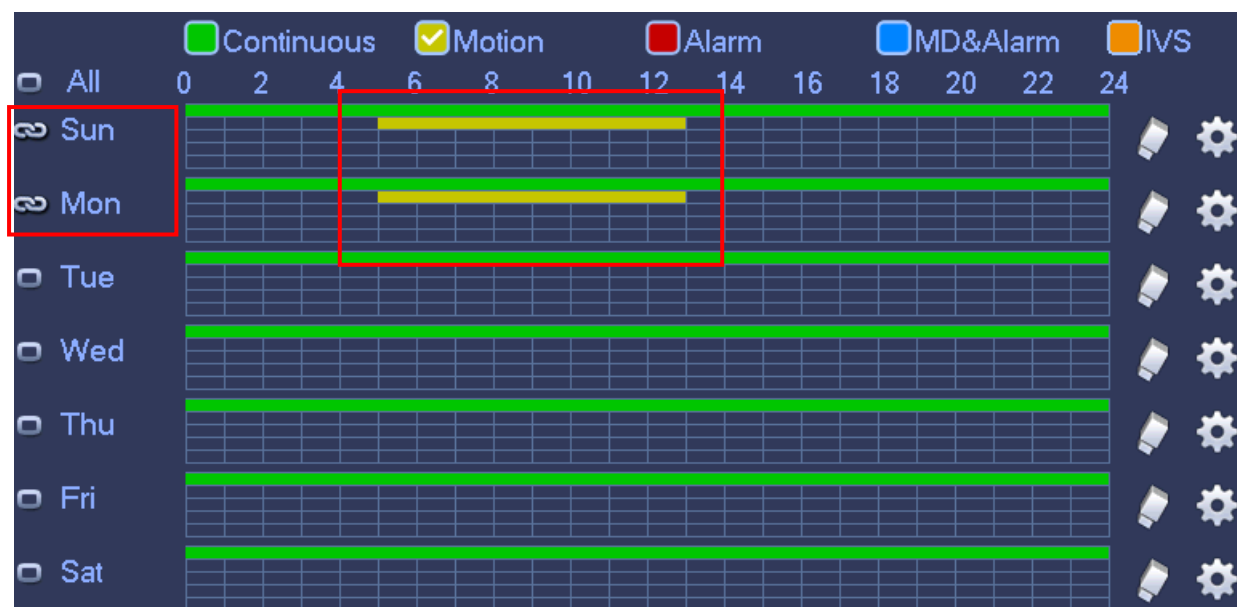 Continuous Motion Alarm MD&Alarm IVS
All 0 2 4 6 8 10 12 14 16 18 20 22 24
Sun
Mon
Tue
Wed
Thu
Fri
Sat